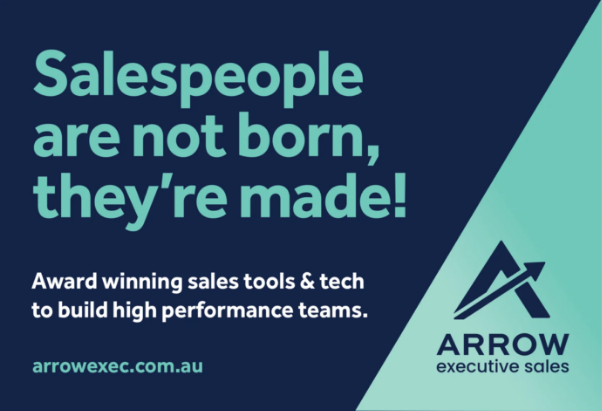 Salespeople
are not born,
they're made!
Award winning sales tools & tech
to build high performance teams.
arrowexec.com.au
ARROW
executive sales